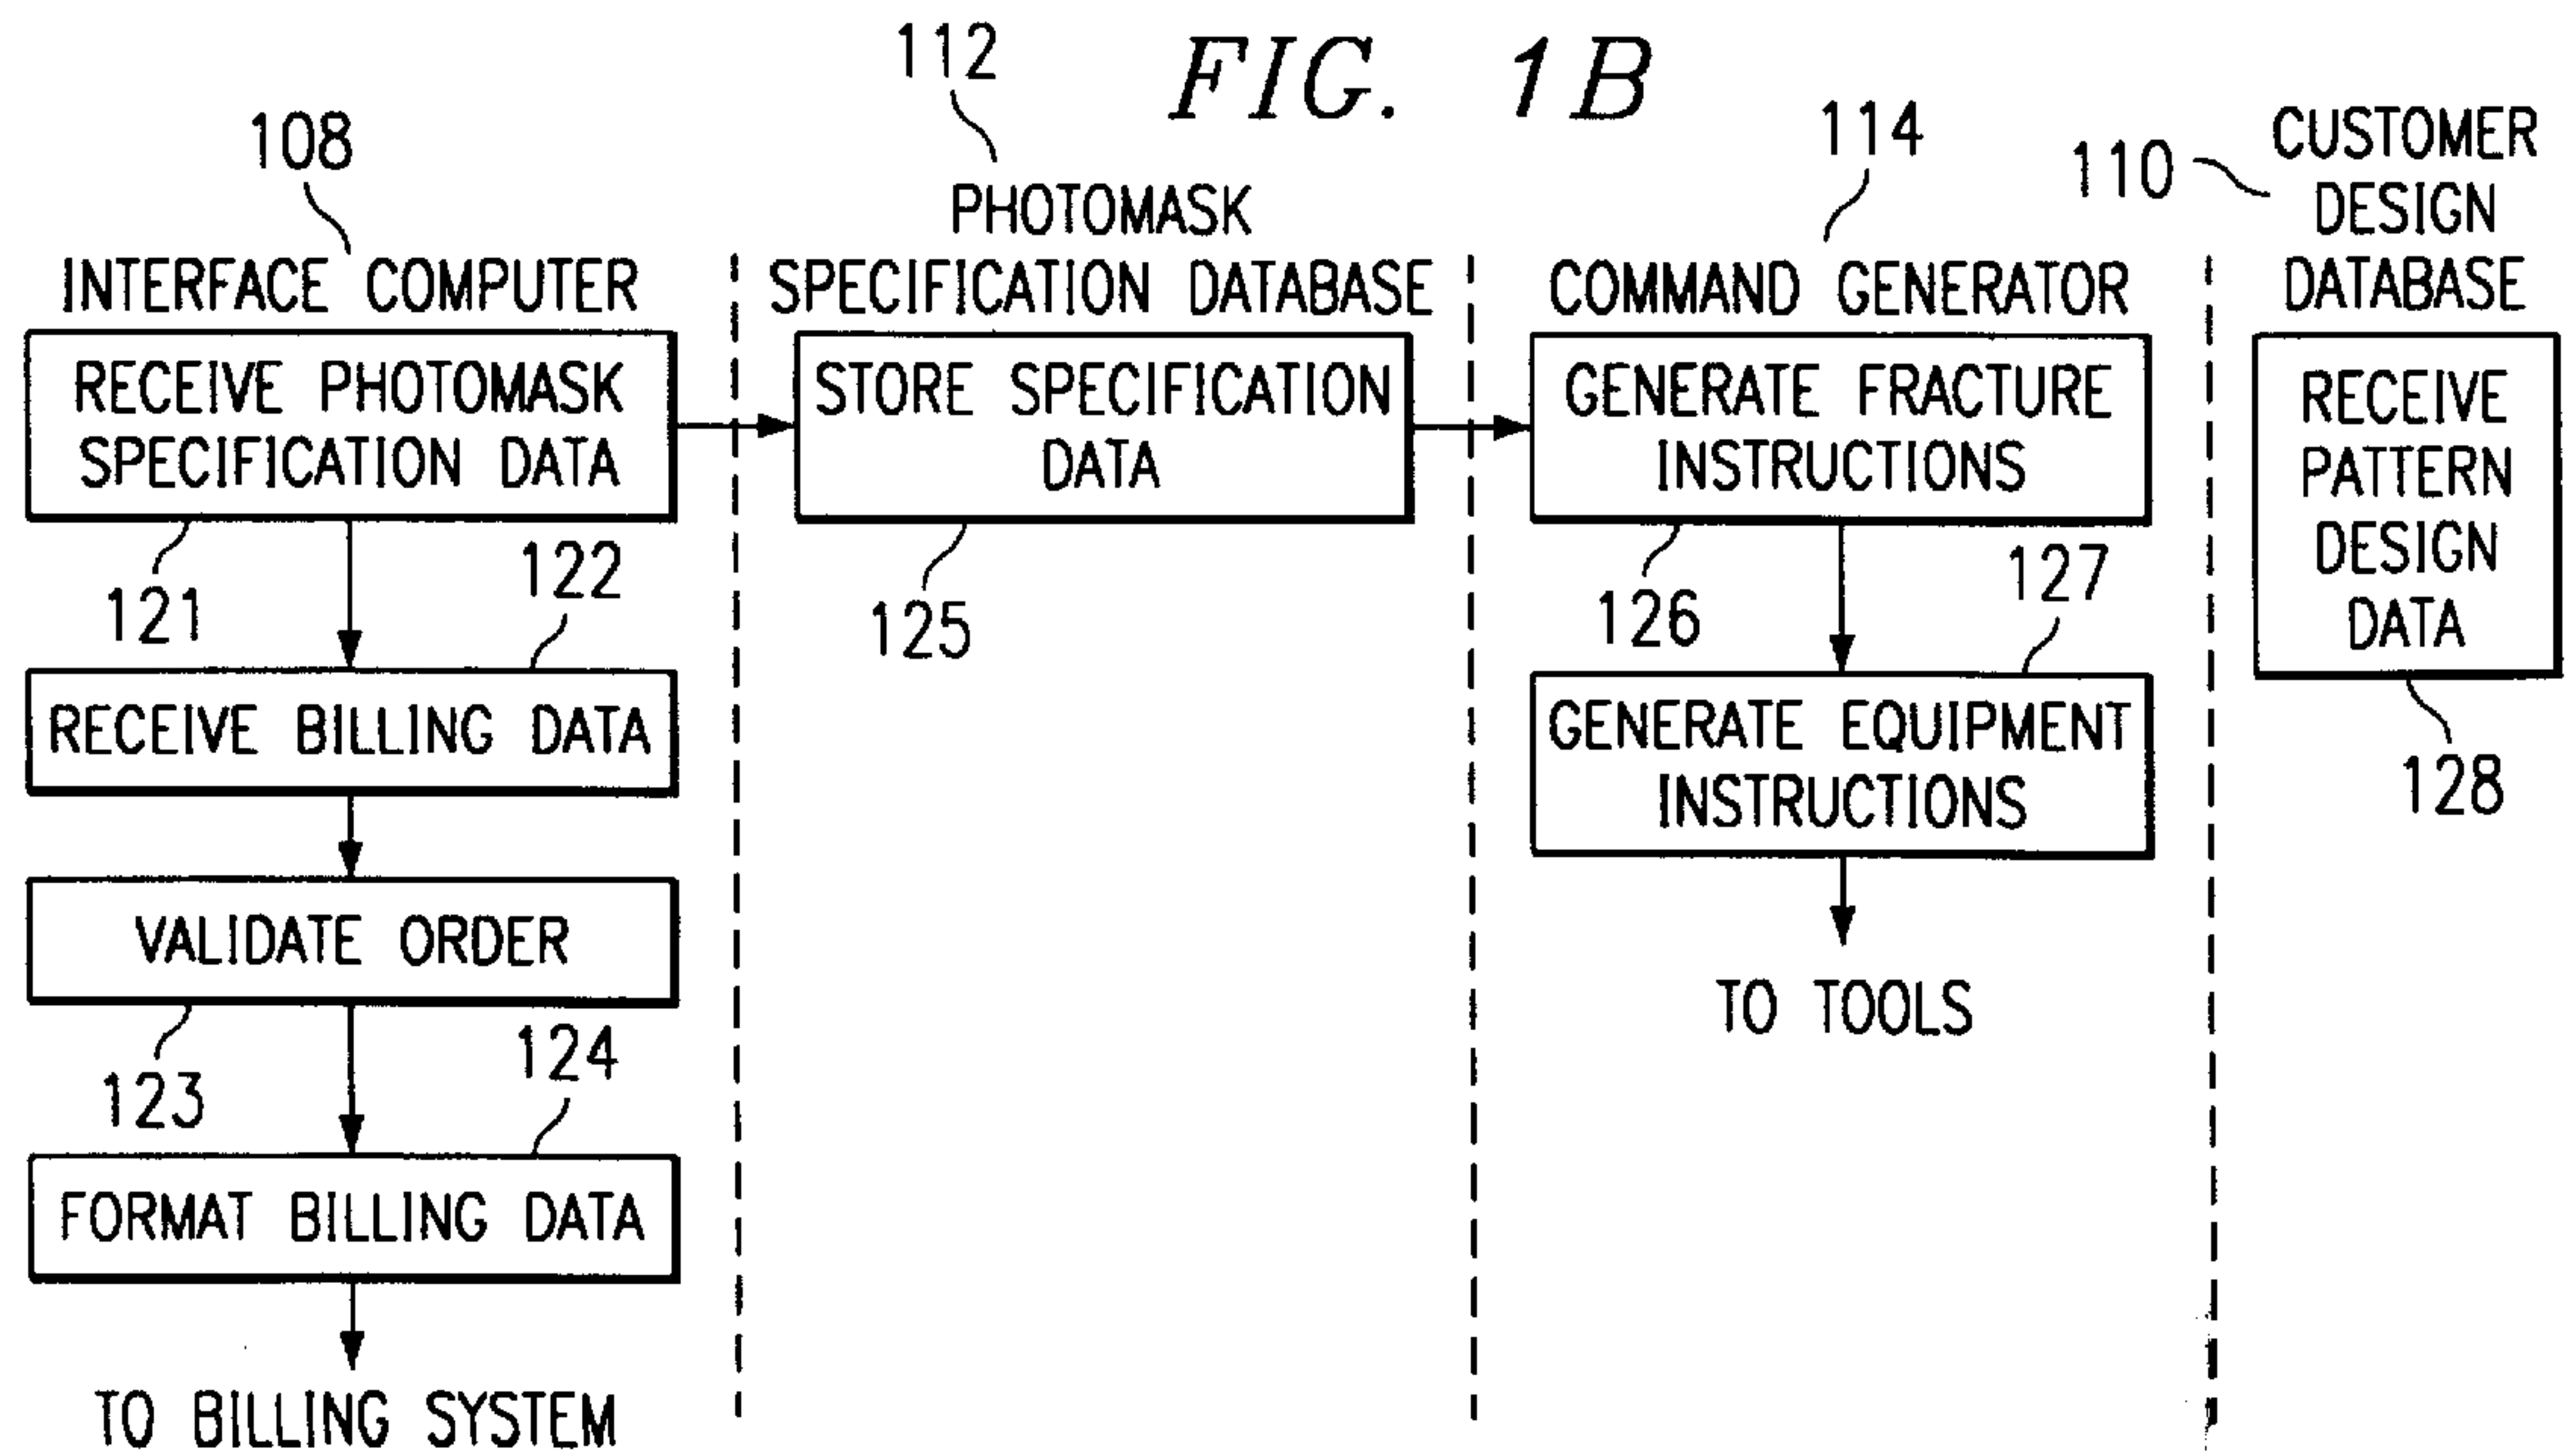 FIG. 1B
108
INTERFACE COMPUTER
RECEIVE PHOTOMASK
SPECIFICATION DATA
121
122
RECEIVE BILLING DATA
VALIDATE ORDER
123
124
FORMAT BILLING DATA
TO BILLING SYSTEM
112
PHOTOMASK
SPECIFICATION DATABASE
STORE SPECIFICATION
DATA
125
114
COMMAND GENERATOR
GENERATE FRACTURE
INSTRUCTIONS
126
127
GENERATE EQUIPMENT
INSTRUCTIONS
TO TOOLS
110
CUSTOMER
DESIGN
DATABASE
RECEIVE
PATTERN
DESIGN
DATA
128